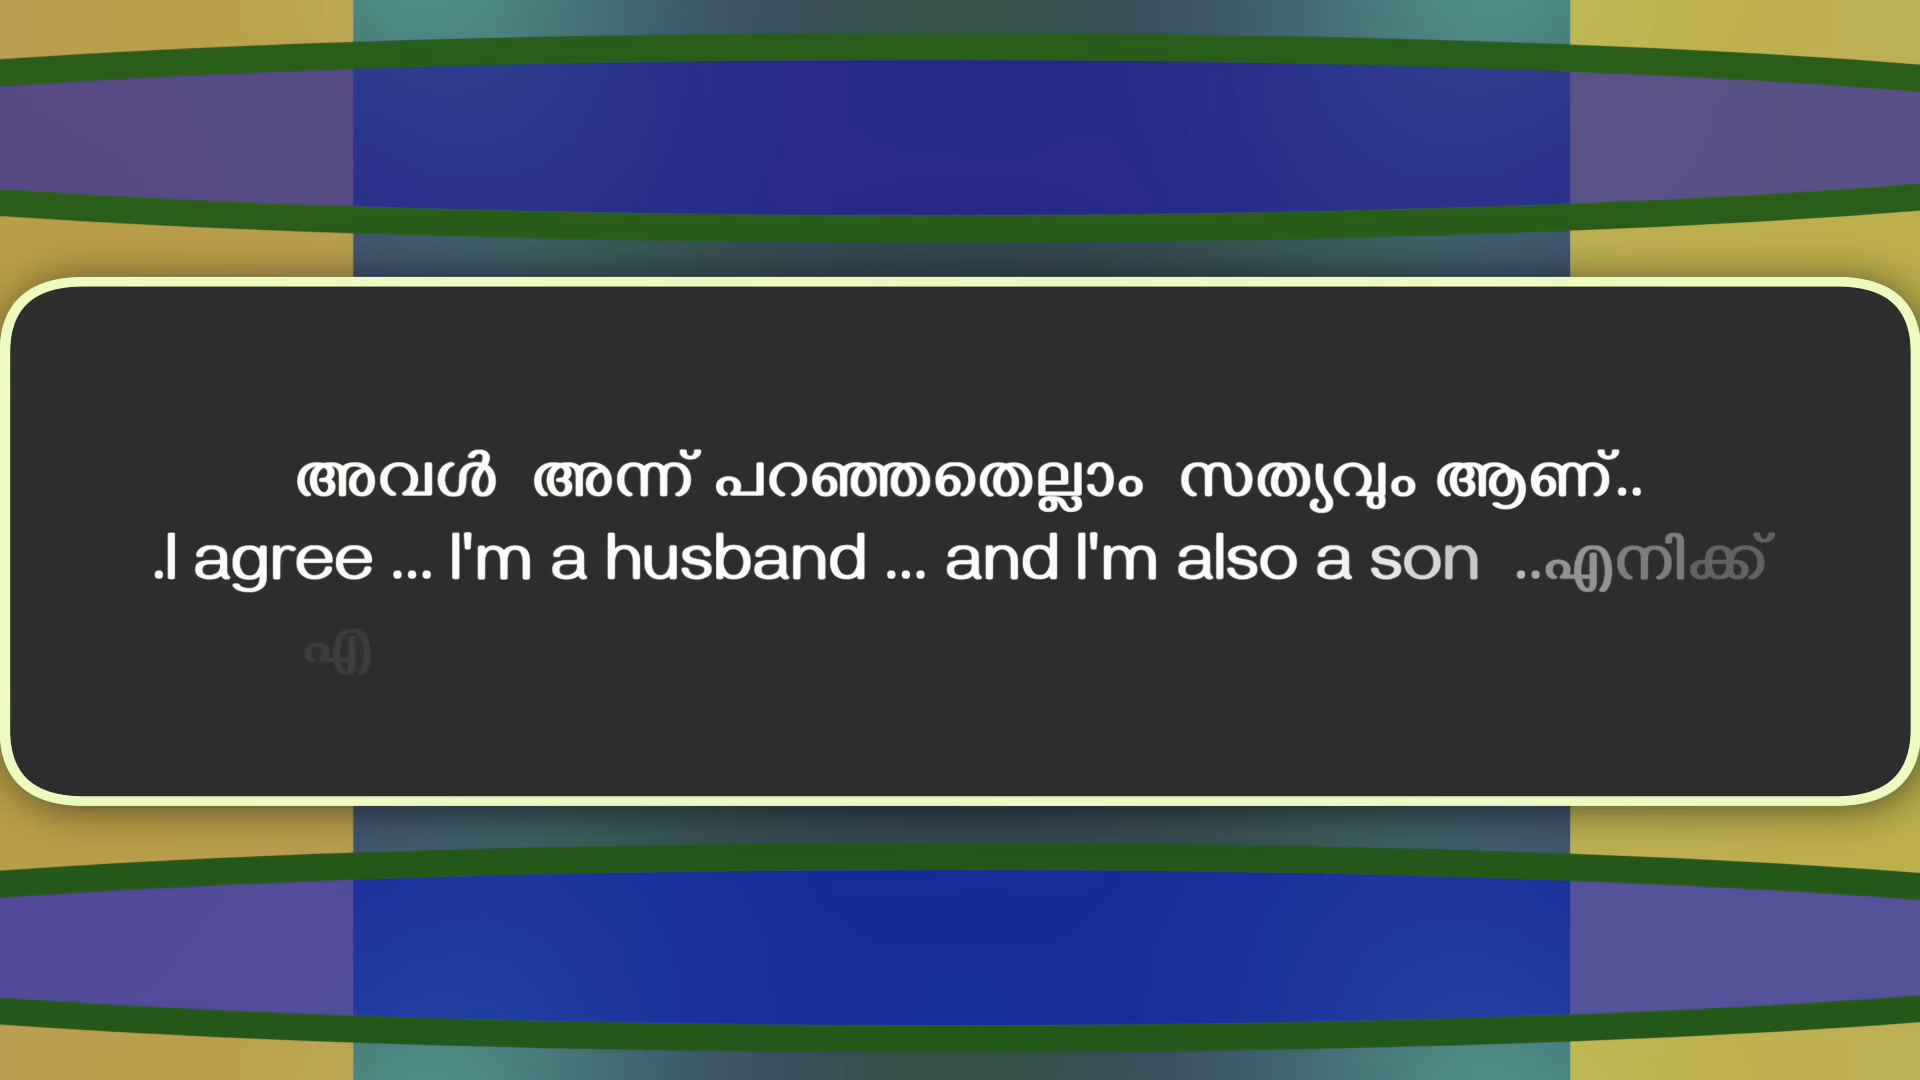 അവൾ അന്ന് പറഞ്ഞതെല്ലാം സത്യവും ആണ്..
.I agree ... I'm a husband ... and I'm also a son ..എനിക്ക്
എ